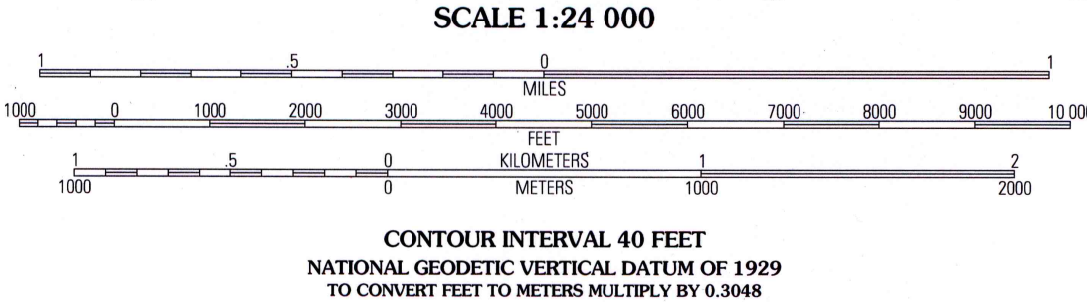 SCALE 1:24 000
1 .5 0 1
MILES
1000 0 1000 2000 3000 4000 5000 6000 7000 8000 9000 10 000
FEET
KILOMETERS
1 .5 0 1 2
1000 0 METERS 1000 2000
CONTOUR INTERVAL 40 FEET
NATIONAL GEODETIC VERTICAL DATUM OF 1929
TO CONVERT FEET TO METERS MULTIPLY BY 0.3048